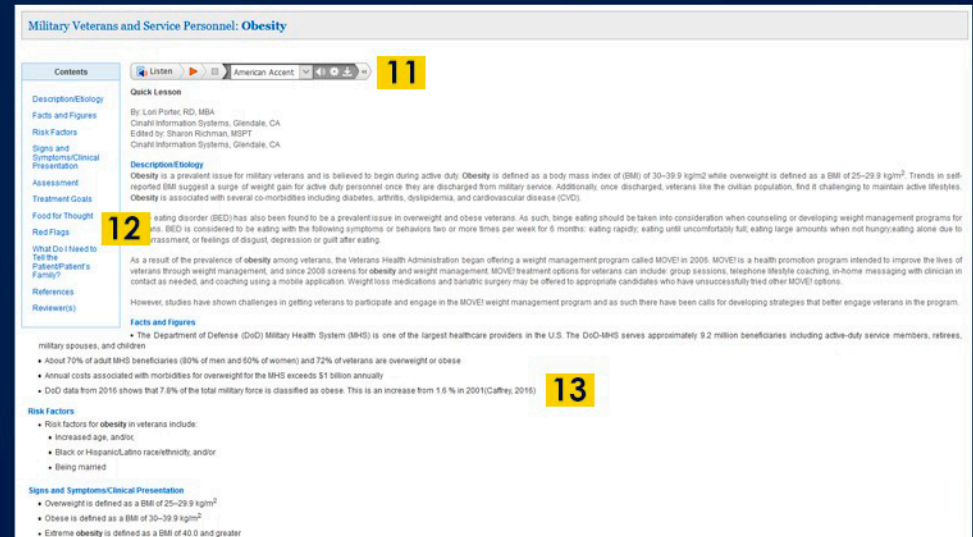 Military Veterans and Service Personnel: Obesity
Listen
American Accent
11
Contents
Description/Etiology
Facts and Figures
Risk Factors
Signs and
Symptoms/Clinical
Presentation
Assessment
Treatment Goals
Food for Thought
Red Flags
12
What Do I Need to
Tell the
Patient/Patient's
Family?
References
Reviewer(s)
Quick Lesson
By: Lori Porter, RD, MBA
Cinahl Information Systems, Glendale, CA
Edited by: Sharon Richman, MSPT
Cinahl Information Systems, Glendale, CA
Description/Etiology
Obesity is a prevalent issue for military veterans and is believed to begin during active duty. Obesity is defined as a body mass index (BMI) of 30–39.9 kg/m2 while overweight is defined as a BMI of 25–29.9 kg/m². Trends in self-
reported BMI suggest a surge of weight gain for active duty personnel once they are discharged from military service. Additionally, once discharged, veterans like the civilian population, find it challenging to maintain active lifestyles.
Obesity is associated with several co-morbidities including diabetes, arthritis, dyslipidemia, and cardiovascular disease (CVD).
eating disorder (BED) has also been found to be a prevalent issue in overweight and obese veterans. As such, binge eating should be taken into consideration when counseling or developing weight management programs for
ns. BED is considered to be eating with the following symptoms or behaviors two or more times per week for 6 months: eating rapidly; eating until uncomfortably full; eating large amounts when not hungry;eating alone due to
rrassment, or feelings of disgust, depression or guilt after eating.
As a result of the prevalence of obesity among veterans, the Veterans Health Administration began offering a weight management program called MOVE! in 2006. MOVE! is a health promotion program intended to improve the lives of
veterans through weight management, and since 2008 screens for obesity and weight management. MOVE! treatment options for veterans can include: group sessions, telephone lifestyle coaching, in-home messaging with clinician in
contact as needed, and coaching using a mobile application. Weight loss medications and bariatric surgery may be offered to appropriate candidates who have unsuccessfully tried other MOVE! options.
However, studies have shown challenges in getting veterans to participate and engage in the MOVE! weight management program and as such there have been calls for developing strategies that better engage veterans in the program.
Facts and Figures
• The Department of Defense (DoD) Military Health System (MHS) is one of the largest healthcare providers in the U.S. The DoD-MHS serves approximately 9.2 million beneficiaries including active-duty service members, retirees,
military spouses, and children
• About 70% of adult MHS beneficiaries (80% of men and 60% of women) and 72% of veterans are overweight or obese
• Annual costs associated with morbidities for overweight for the MHS exceeds $1 billion annually
• DoD data from 2016 shows that 7.8% of the total military force is classified as obese. This is an increase from 1.6 % in 2001(Caffrey, 2016)
13
Risk Factors
• Risk factors for obesity in veterans include:
• Increased age, and/or,
• Black or Hispanic/Latino race/ethnicity, and/or
• Being married
Signs and Symptoms/Clinical Presentation
• Overweight is defined as a BMI of 25–29.9 kg/m²
• Obese is defined as a BMI of 30–39.9 kg/m²
• Extreme obesity is defined as a BMI of 40.0 and greater